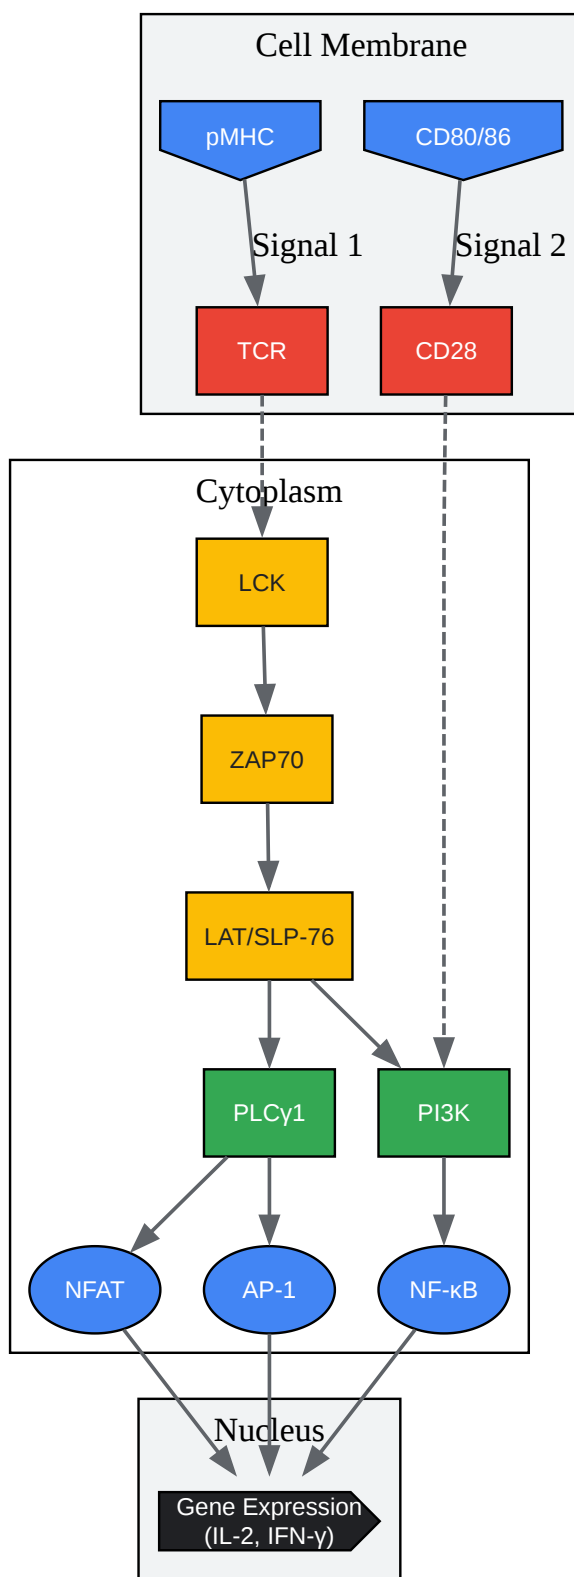 Cell Membrane
pMHC
CD80/86
Signal 1
Signal 2
TCR
CD28
Cytoplasm
LCK
ZAP70
LAT/SLP-76
PLCγ1
PI3K
NFAT
AP-1
NF-κB
Nucleus
Gene Expression
(IL-2, IFN-γ)